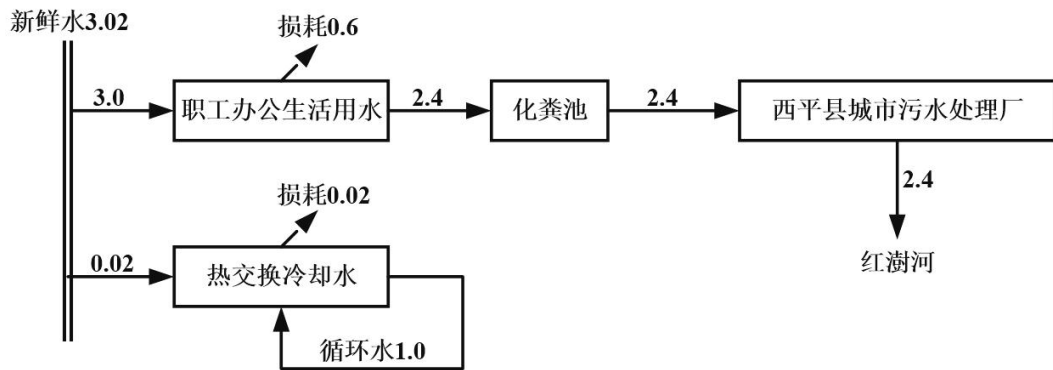 新鲜水3.02
损耗0.6
3.0
职工办公生活用水
2.4
化粪池
2.4
西平县城市污水处理厂
2.4
红澍河
损耗0.02
0.02
热交换冷却水
循环水1.0